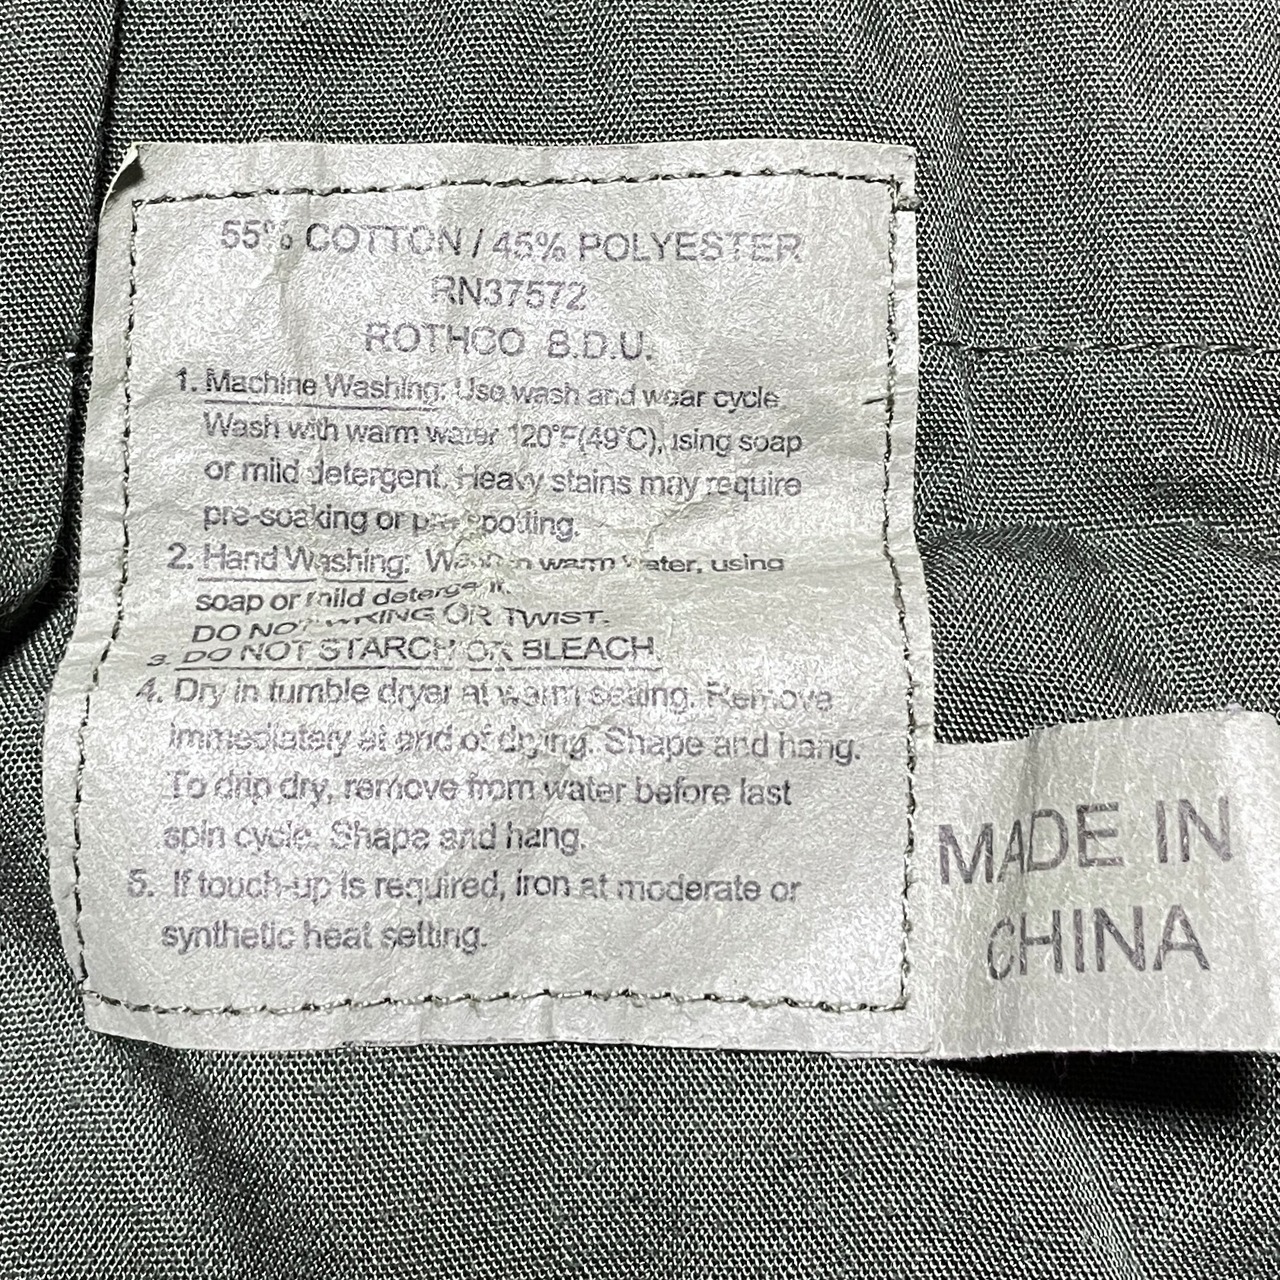 55% COTTON / 45% POLYESTER
RN37572
ROTHCO B.D.U.
1. Machine Washing: Use wash and wear cycle.
Wash with warm water 120°F(49°C), using soap
or mild detergent. Heavy stains may require
pre-soaking or pre-spotting.
2. Hand Washing: Wash in warm water, using
soap or mild detergent.
DO NOT WRING OR TWIST.
3. DO NOT STARCH OR BLEACH
4. Dry in tumble dryer at warm setting. Remove
immediately at end of drying. Shape and hang.
To drip dry, remove from water before last
spin cycle. Shape and hang.
5. If touch-up is required, iron at moderate or
synthetic heat setting.
MADE IN
CHINA